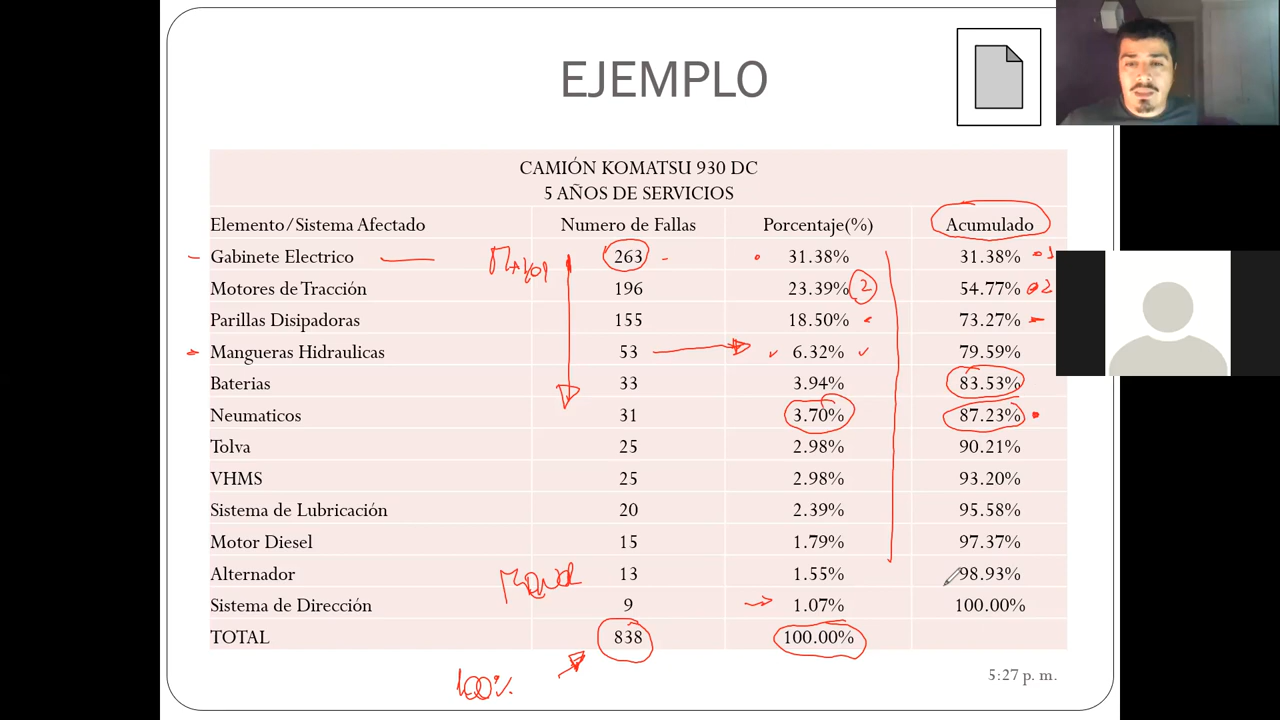 EJEMPLO
CAMIÓN KOMATSU 930 DC
5 AÑOS DE SERVICIOS
Elemento/Sistema Afectado Numero de Fallas Porcentaje(%) Acumulado
Gabinete Electrico Mayor 263 31.38% 31.38% 1
Motores de Tracción 196 23.39% 2 54.77% 2
Parillas Disipadoras 155 18.50% 73.27%
Mangueras Hidraulicas 53 6.32% 79.59%
Baterias 33 3.94% 83.53%
Neumaticos 31 3.70% 87.23%
Tolva 25 2.98% 90.21%
VHMS 25 2.98% 93.20%
Sistema de Lubricación 20 2.39% 95.58%
Motor Diesel 15 1.79% 97.37%
Alternador Menor 13 1.55% 98.93%
Sistema de Dirección 9 1.07% 100.00%
TOTAL 838 100.00%
100%
5:27 p. m.